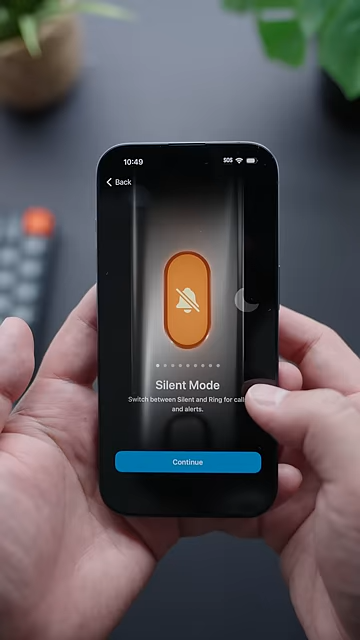 10:49
SOS
Back
Silent Mode
Switch between Silent and Ring for calls
and alerts.
Continue